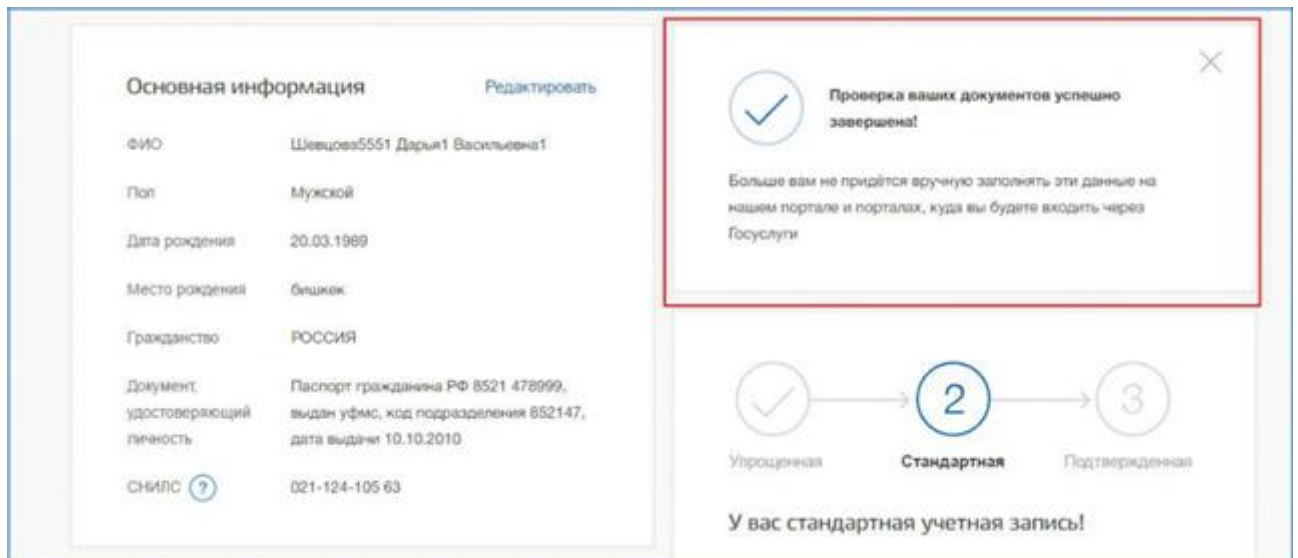 Основная информация
Редактировать
ФИО
Шевцова5551 Дарья1 Васильевна1
Пол
Мужской
Дата рождения
20.03.1989
Место рождения
бишкек
Гражданство
РОССИЯ
Документ,
удостоверяющий
личность
Паспорт гражданина РФ 8521 478999,
выдан уфмс, код подразделения 852147,
дата выдачи 10.10.2010
СНИЛС ?
021-124-105 63
Проверка ваших документов успешно
завершена!
Больше вам не придётся вручную заполнять эти данные на
нашем портале и порталах, куда вы будете входить через
Госуслуги
2
3
Упрощенная
Стандартная
Подтвержденная
У вас стандартная учетная запись!